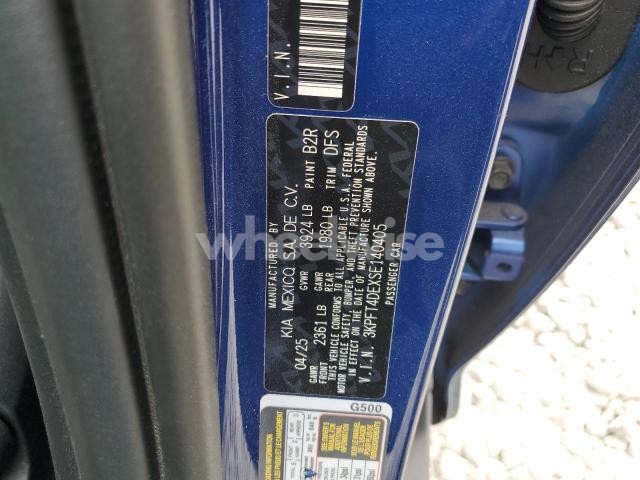 V.I.N.
MANUFACTURED BY
KIA MEXICO, S.A. DE C.V.
04/25 GVWR 3924 LB PAINT B2R
GAWR FRONT 2361 LB GAWR REAR 1980 LB TRIM DFS
THIS VEHICLE CONFORMS TO ALL APPLICABLE U.S.A. FEDERAL
MOTOR VEHICLE SAFETY, BUMPER, AND THEFT PREVENTION STANDARDS
IN EFFECT ON THE DATE OF MANUFACTURE SHOWN ABOVE.
V.I.N. 3KPFT4DEXSE140405
PASSENGER CAR
G500